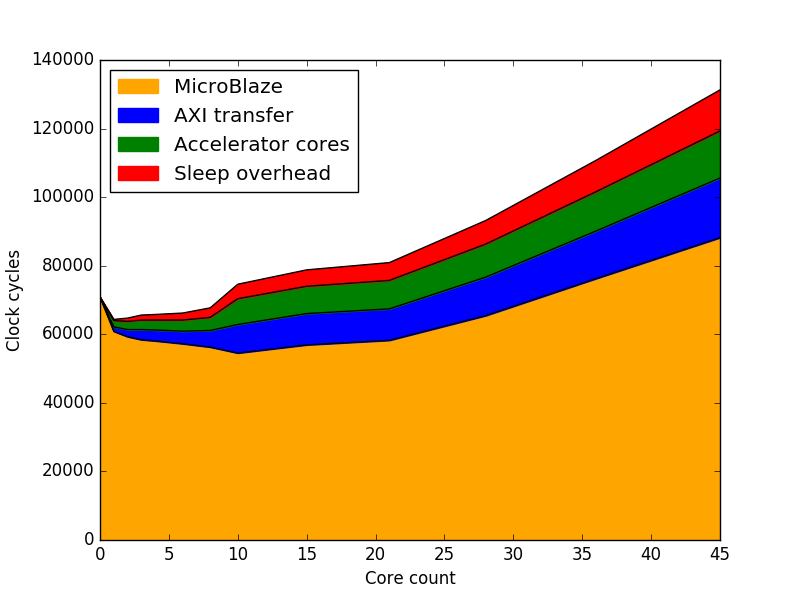 140000
120000
100000
80000
60000
40000
20000
0
Clock cycles
MicroBlaze
AXI transfer
Accelerator cores
Sleep overhead
0 5 10 15 20 25 30 35 40 45
Core count